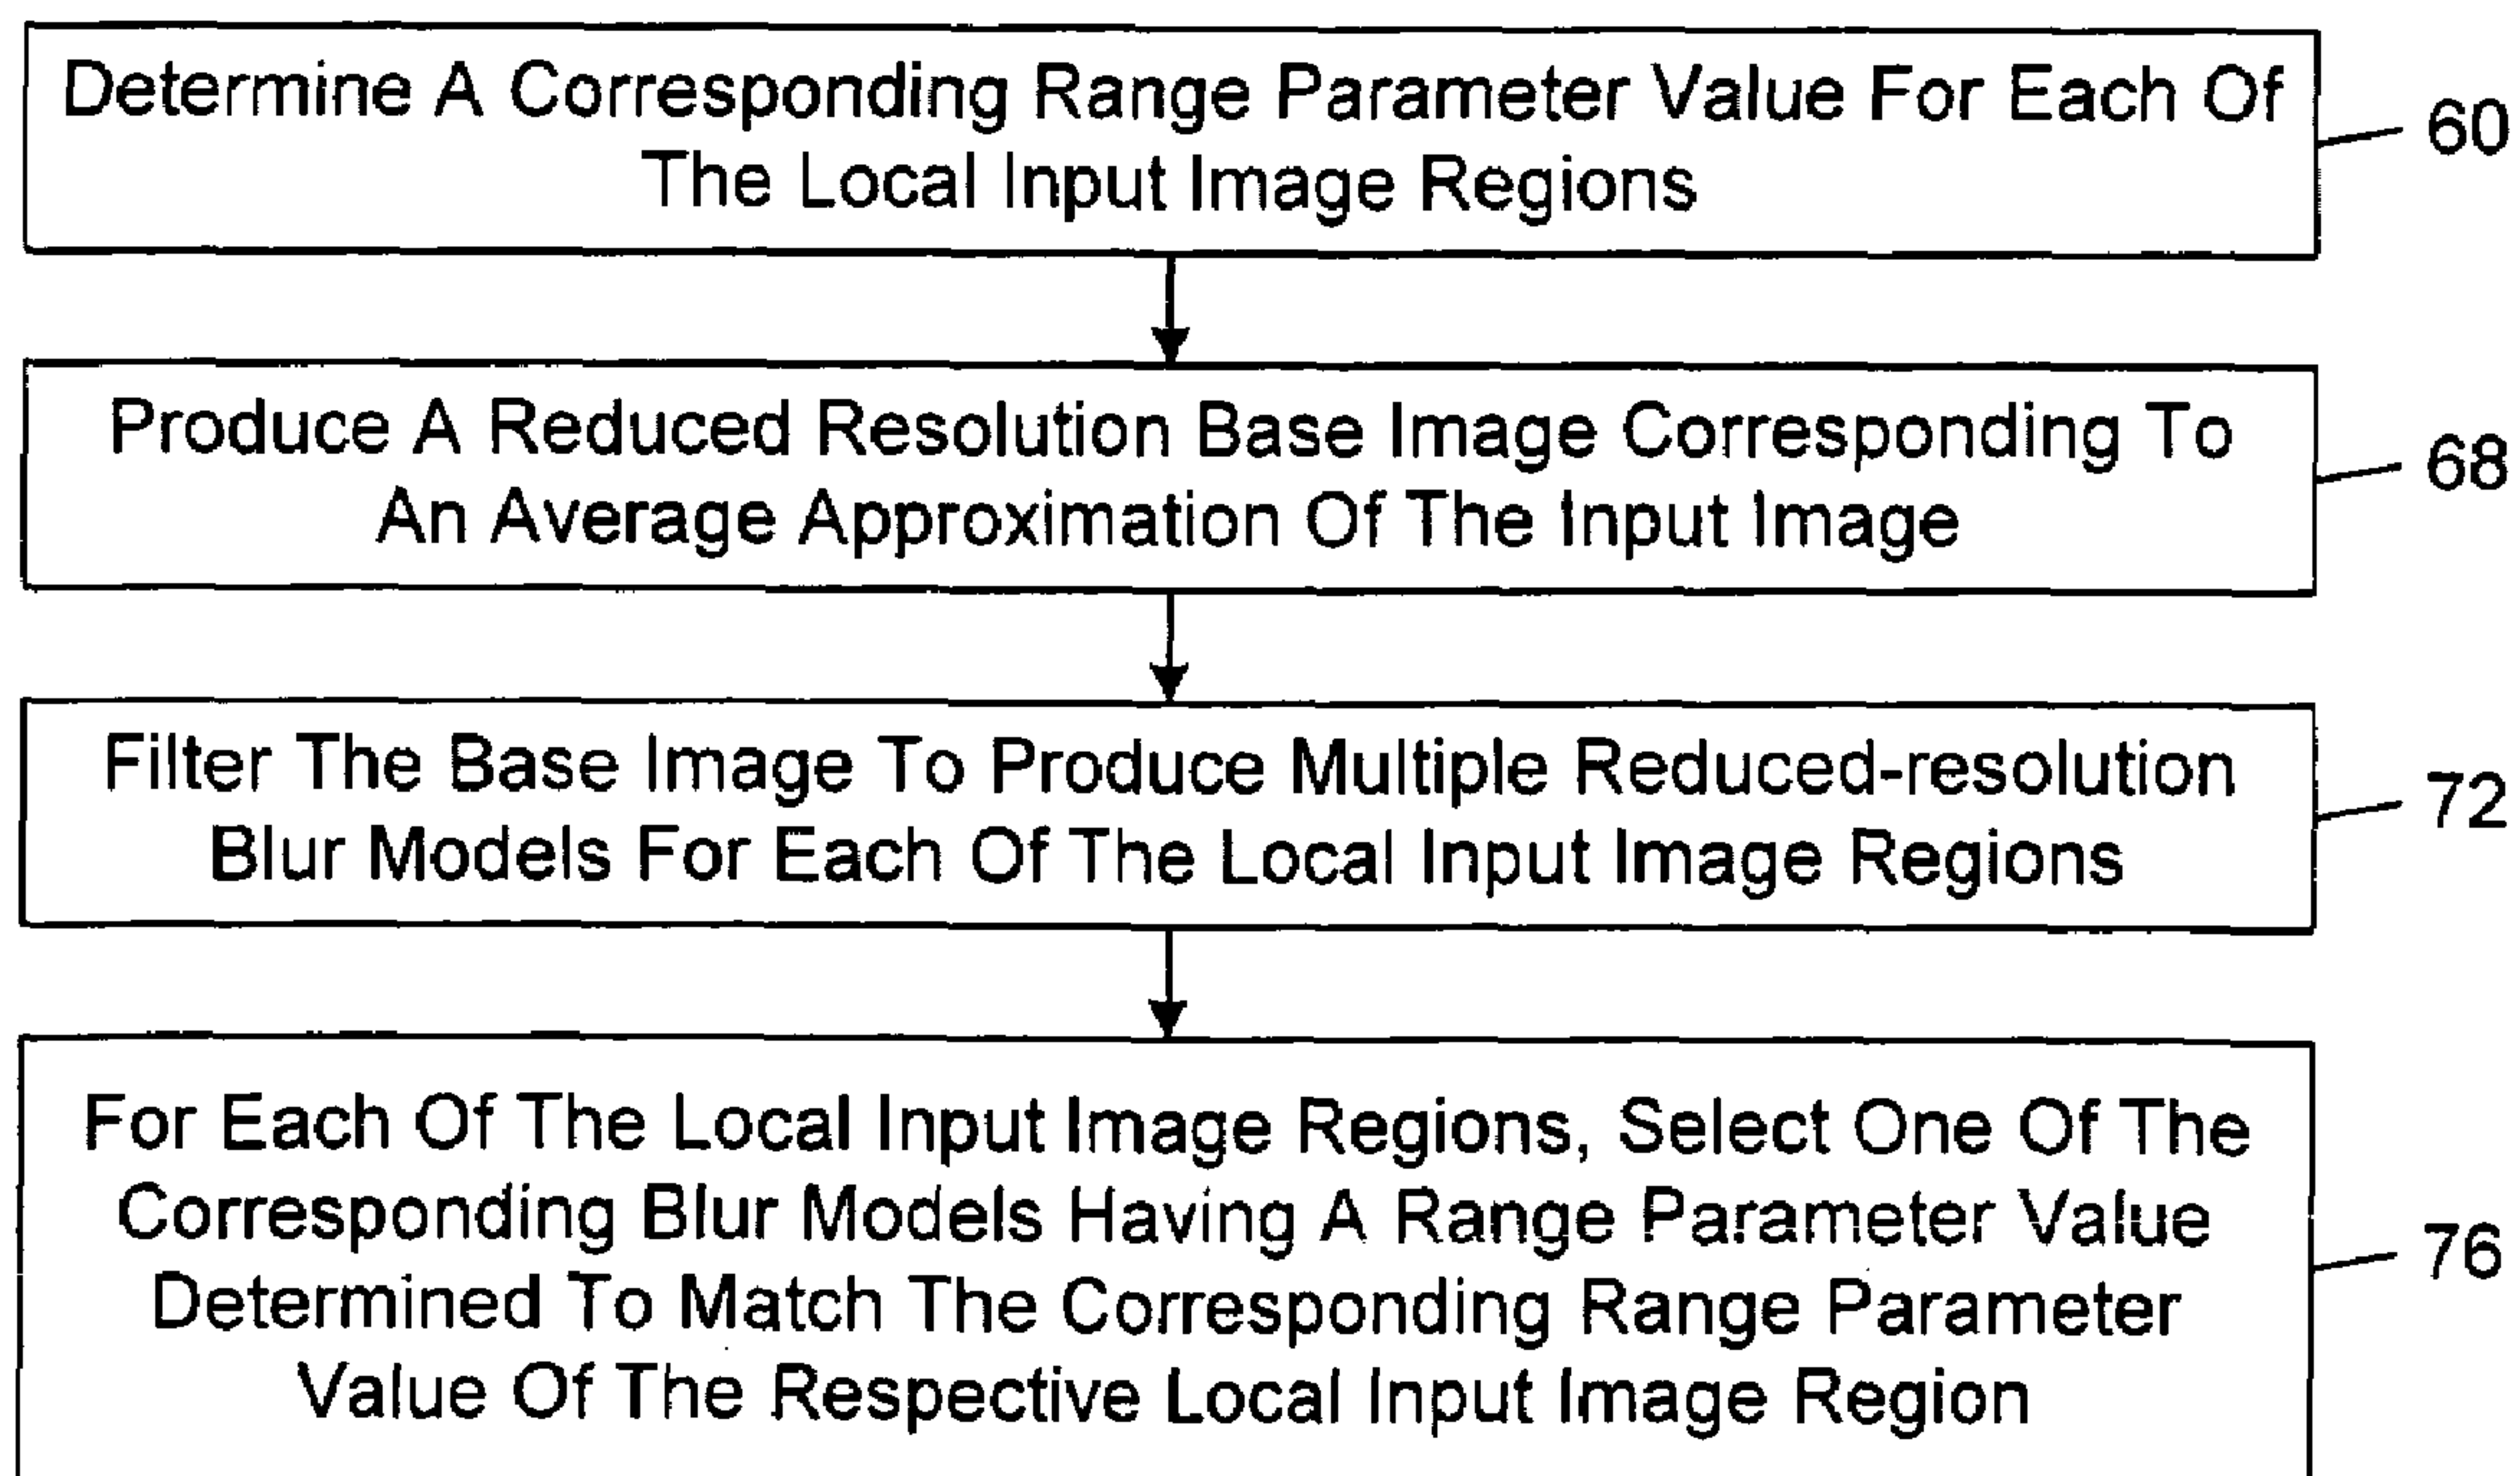 Determine A Corresponding Range Parameter Value For Each Of
The Local Input Image Regions
60
Produce A Reduced Resolution Base Image Corresponding To
An Average Approximation Of The Input Image
68
Filter The Base Image To Produce Multiple Reduced-resolution
Blur Models For Each Of The Local Input Image Regions
72
For Each Of The Local Input Image Regions, Select One Of The
Corresponding Blur Models Having A Range Parameter Value
Determined To Match The Corresponding Range Parameter
Value Of The Respective Local Input Image Region
76